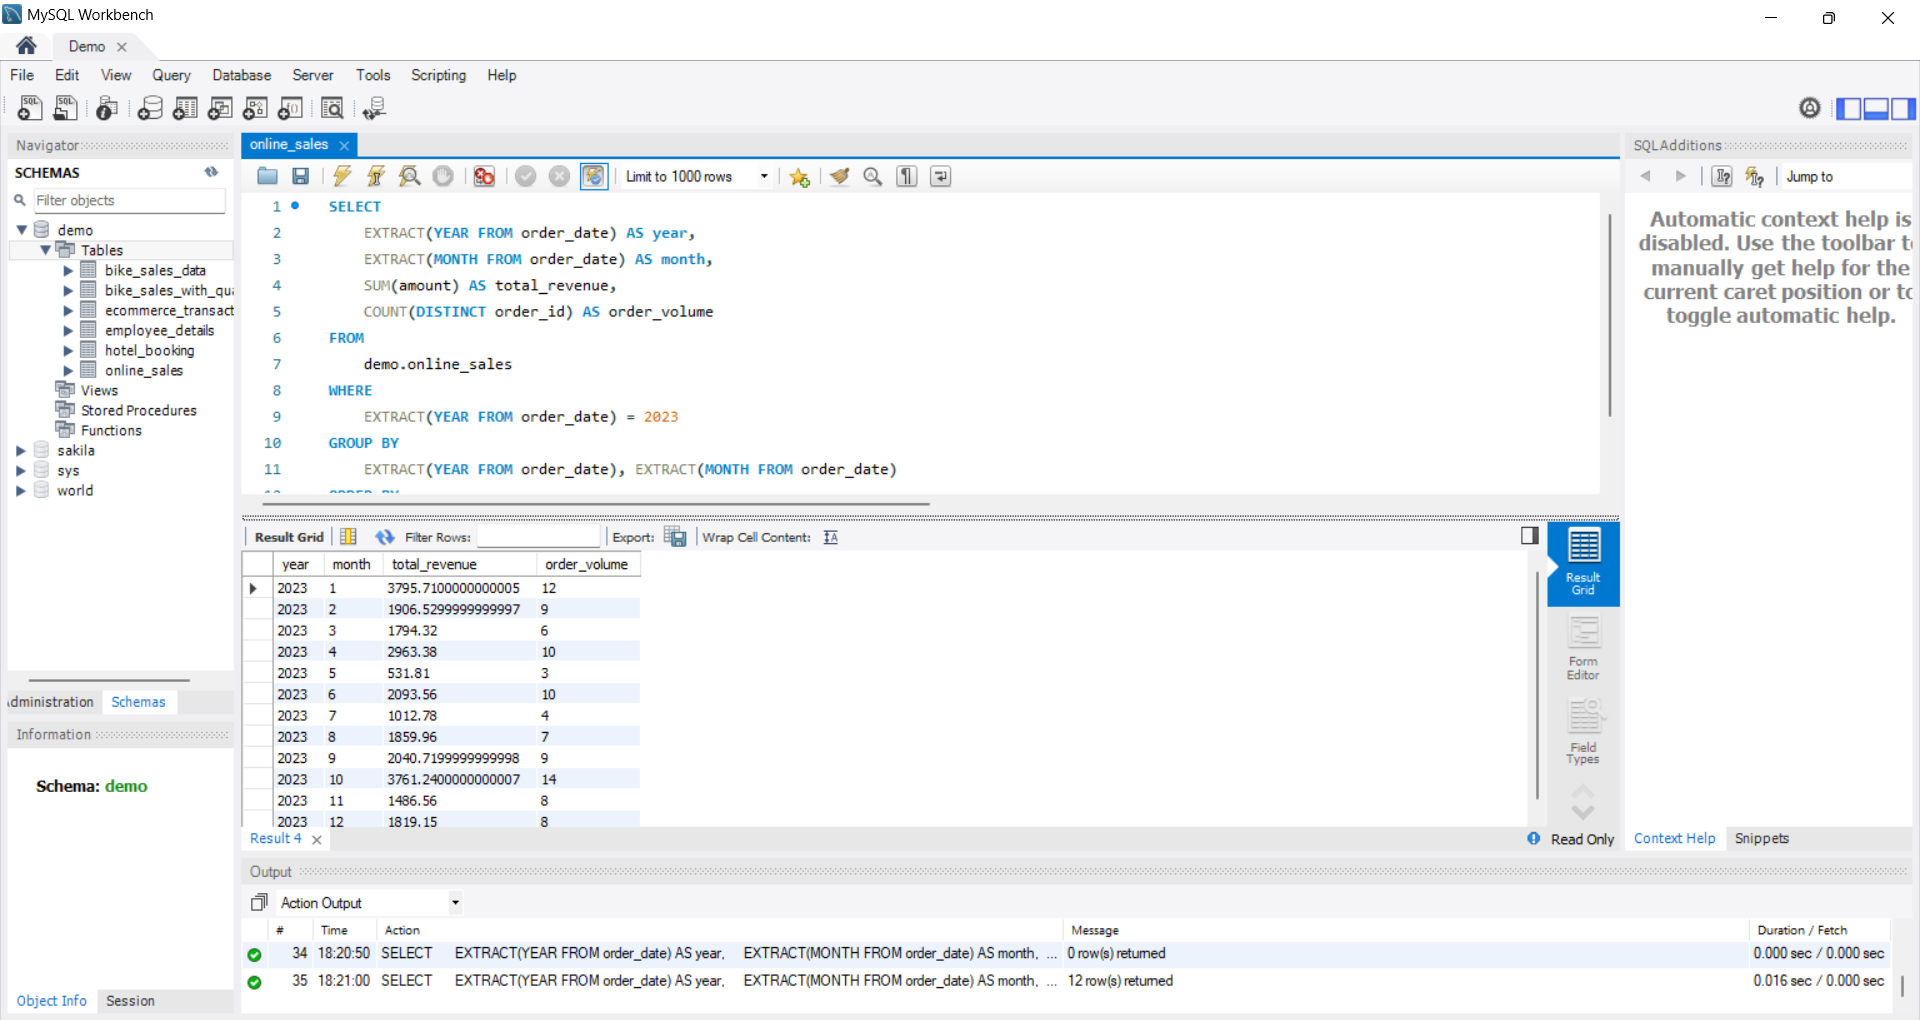 MySQL Workbench
Demo
File Edit View Query Database Server Tools Scripting Help
Navigator
SCHEMAS
Filter objects
demo
Tables
bike_sales_data
bike_sales_with_qu
ecommerce_transact
employee_details
hotel_booking
online_sales
Views
Stored Procedures
Functions
sakila
sys
world
dministration Schemas
Information
Schema: demo
Object Info Session
online_sales
Limit to 1000 rows
1 SELECT
2 EXTRACT(YEAR FROM order_date) AS year,
3 EXTRACT(MONTH FROM order_date) AS month,
4 SUM(amount) AS total_revenue,
5 COUNT(DISTINCT order_id) AS order_volume
6 FROM
7 demo.online_sales
8 WHERE
9 EXTRACT(YEAR FROM order_date) = 2023
10 GROUP BY
11 EXTRACT(YEAR FROM order_date), EXTRACT(MONTH FROM order_date)
12 ORDER BY
Result Grid Filter Rows: Export: Wrap Cell Content:
year month total_revenue order_volume
2023 1 3795.7100000000005 12
2023 2 1906.5299999999997 9
2023 3 1794.32 6
2023 4 2963.38 10
2023 5 531.81 3
2023 6 2093.56 10
2023 7 1012.78 4
2023 8 1859.96 7
2023 9 2040.7199999999998 9
2023 10 3761.2400000000007 14
2023 11 1486.56 8
2023 12 1819.15 8
Result 4
Read Only
Result
Grid
Form
Editor
Field
Types
SQLAdditions
Jump to
Automatic context help is
disabled. Use the toolbar t
manually get help for the
current caret position or to
toggle automatic help.
Context Help Snippets
Output
Action Output
# Time Action Message Duration / Fetch
34 18:20:50 SELECT EXTRACT(YEAR FROM order_date) AS year, EXTRACT(MONTH FROM order_date) AS month, ... 0 row(s) returned 0.000 sec / 0.000 sec
35 18:21:00 SELECT EXTRACT(YEAR FROM order_date) AS year, EXTRACT(MONTH FROM order_date) AS month, ... 12 row(s) returned 0.016 sec / 0.000 sec